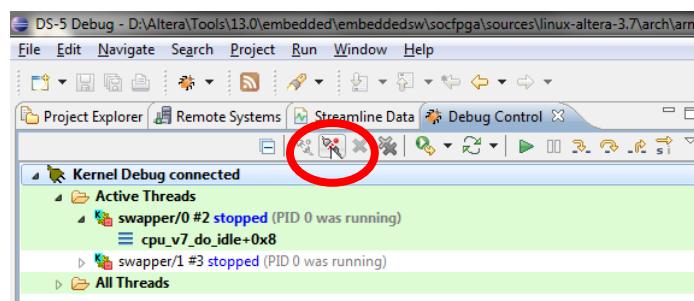 DS-5 Debug - D:\Altera\Tools\13.0\embedded\embeddedsw\socfpga\sources\linux-altera-3.7\arch\arm
File Edit Navigate Search Project Run Window Help
Project Explorer Remote Systems Streamline Data Debug Control
Kernel Debug connected
Active Threads
swapper/0 #2 stopped (PID 0 was running)
cpu_v7_do_idle+0x8
swapper/1 #3 stopped (PID 0 was running)
All Threads